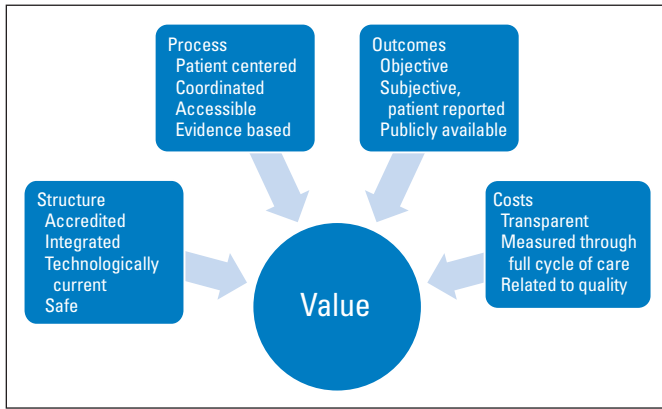 Process
Patient centered
Coordinated
Accessible
Evidence based
Outcomes
Objective
Subjective,
patient reported
Publicly available
Structure
Accredited
Integrated
Technologically
current
Safe
Costs
Transparent
Measured through
full cycle of care
Related to quality
Value